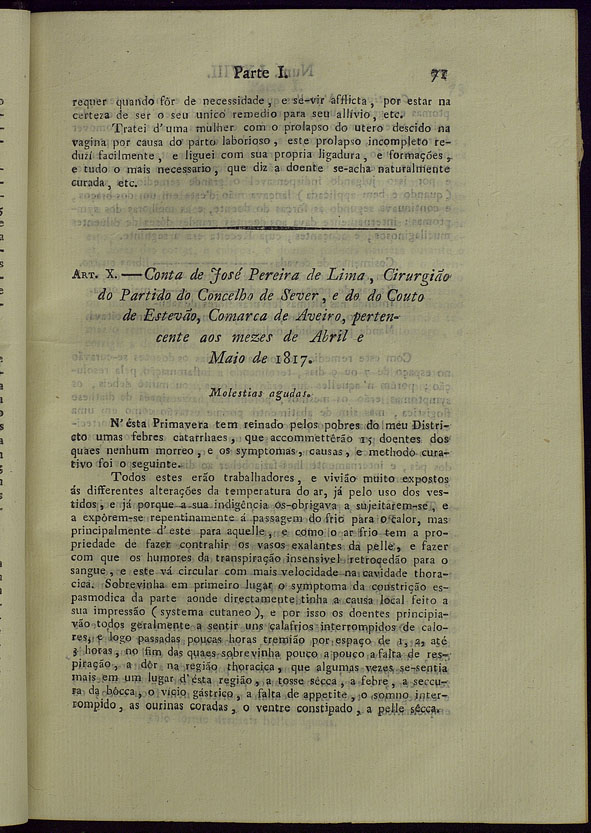 Parte I. 71
requer quando fôr de necessidade, e se-vir afflicta, por estar na
certeza de ser o seu unico remedio para seu allívio, etc.
Tratei d'uma mulher com o prolapso do utero descido na
vagina por causa do parto laborioso, este prolapso incompleto re-
duzi facilmente, e liguei com sua propria ligadura, e formações,
e tudo o mais necessario, que diz a doente se-acha naturalmente
curada, etc.
ART. X. — Conta de José Pereira de Lima, Cirurgião
do Partido do Concelho de Sever, e do do Couto
de Estevão, Comarca de Aveiro, perten-
cente aos mezes de Abril e
Maio de 1817.
Molestias agudas.
N'ésta Primavera tem reinado pelos pobres do meu Distri-
cto umas febres catarrhaes, que accommettêrão 15 doentes dos
quaes nenhum morreo, e os symptomas, causas, e methodo cura-
tivo foi o seguinte.
Todos estes erão trabalhadores, e vivião muito expostos
ás differentes alterações da temperatura do ar, já pelo uso dos ves-
tidos, e já porque a sua indigência os-obrigava a sujeitarem-se, e
a expôrem-se repentinamente á passagem do frio para o calor, mas
principalmente d'este para aquelle, e como o ar frio tem a pro-
priedade de fazer contrahir os vasos exalantes da pelle, e fazer
com que os humores da transpiração insensivel retrocedão para o
sangue, e este vá circular com mais velocidade na cavidade thora-
cica. Sobrevinha em primeiro lugar o symptoma da constrição es-
pasmodica da parte aonde directamente tinha a causa local feito a
sua impressão (systema cutaneo), e por isso os doentes principia-
vão todos geralmente a sentir uns calafrios interrompidos de calo-
res, e logo passadas poucas horas tremião por espaço de 1, 2, até
3 horas, no fim das quaes sobrevinha pouco a pouco a falta de res-
piração, a dôr na região thoracica, que algumas vezes se-sentia
mais em um lugar d'ésta região, a tosse sécca, a febre, a seccu-
ra da bôcca, o vicio gástrico, a falta de appetite, o somno inter-
rompido, as ourinas coradas, o ventre constipado, a pelle sécca.